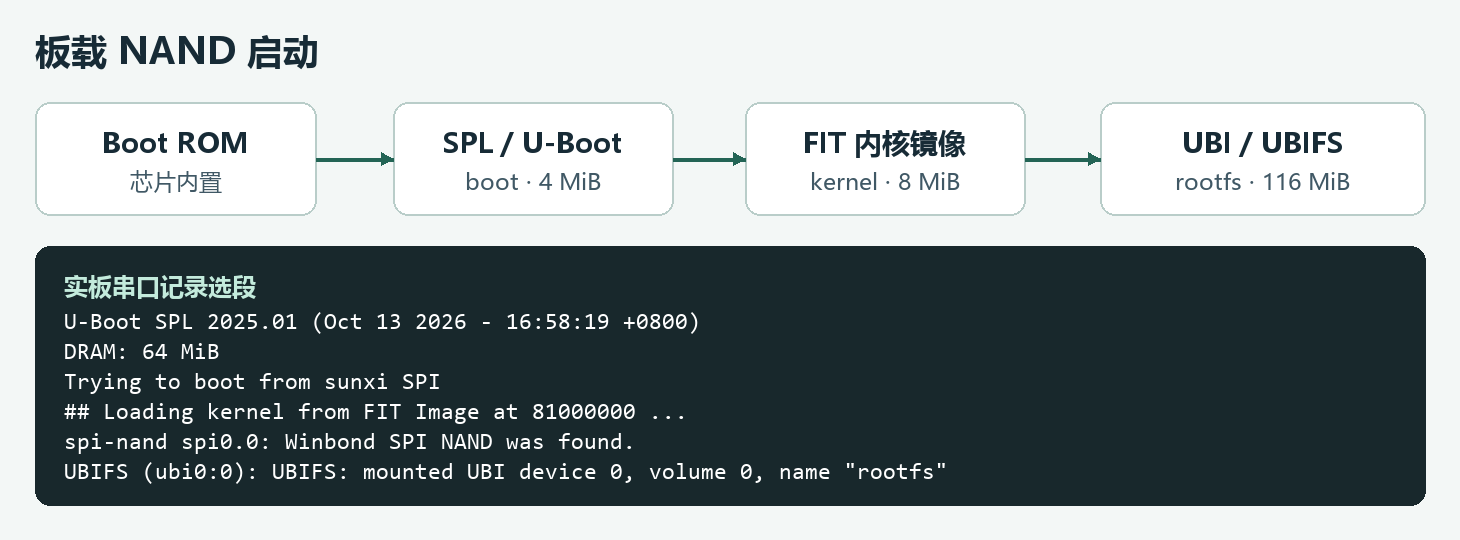 板载 NAND 启动
Boot ROM
芯片内置
SPL / U-Boot
boot · 4 MiB
FIT 内核镜像
kernel · 8 MiB
UBI / UBIFS
rootfs · 116 MiB
实板串口记录选段
U-Boot SPL 2025.01 (Oct 13 2026 - 16:58:19 +0800)
DRAM: 64 MiB
Trying to boot from sunxi SPI
## Loading kernel from FIT Image at 81000000 ...
spi-nand spi0.0: Winbond SPI NAND was found.
UBIFS (ubi0:0): UBIFS: mounted UBI device 0, volume 0, name "rootfs"